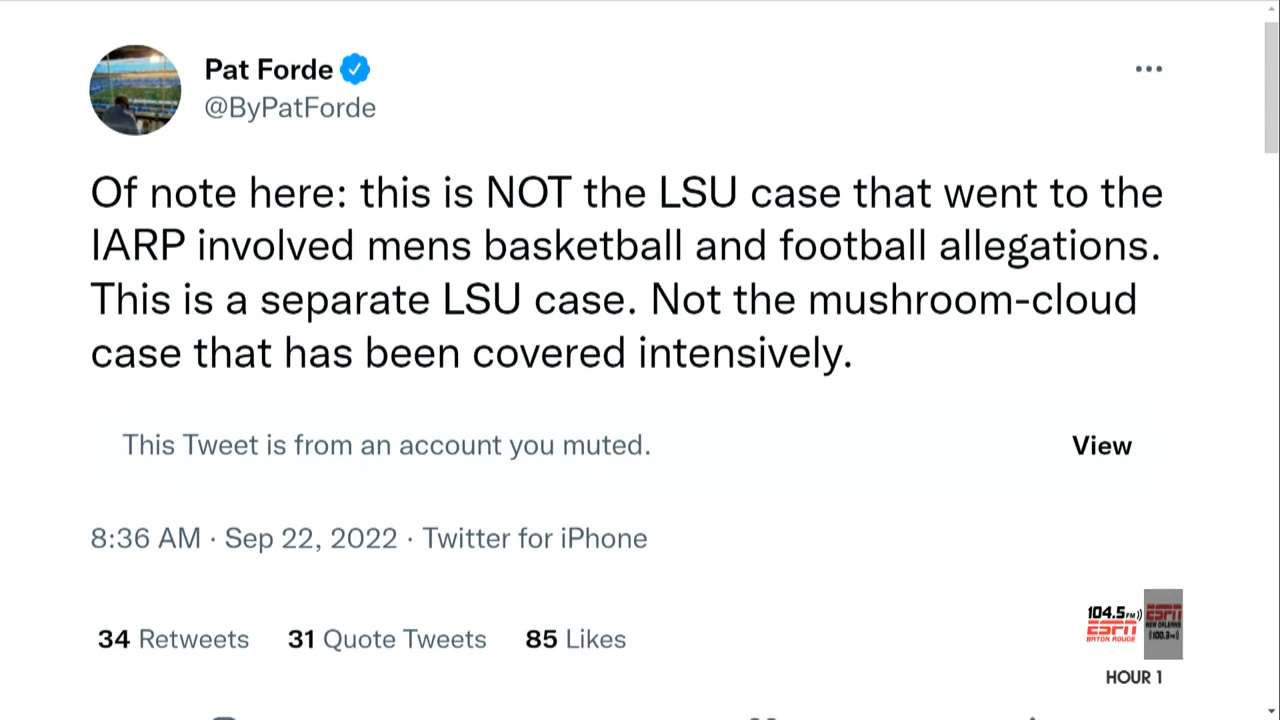 Pat Forde
@ByPatForde
Of note here: this is NOT the LSU case that went to the
IARP involved mens basketball and football allegations.
This is a separate LSU case. Not the mushroom-cloud
case that has been covered intensively.
This Tweet is from an account you muted. View
8:36 AM · Sep 22, 2022 · Twitter for iPhone
34 Retweets 31 Quote Tweets 85 Likes
104.5 FM
ESPN
BATON ROUGE
ESPN
NEW ORLEANS
100.3 FM
HOUR 1